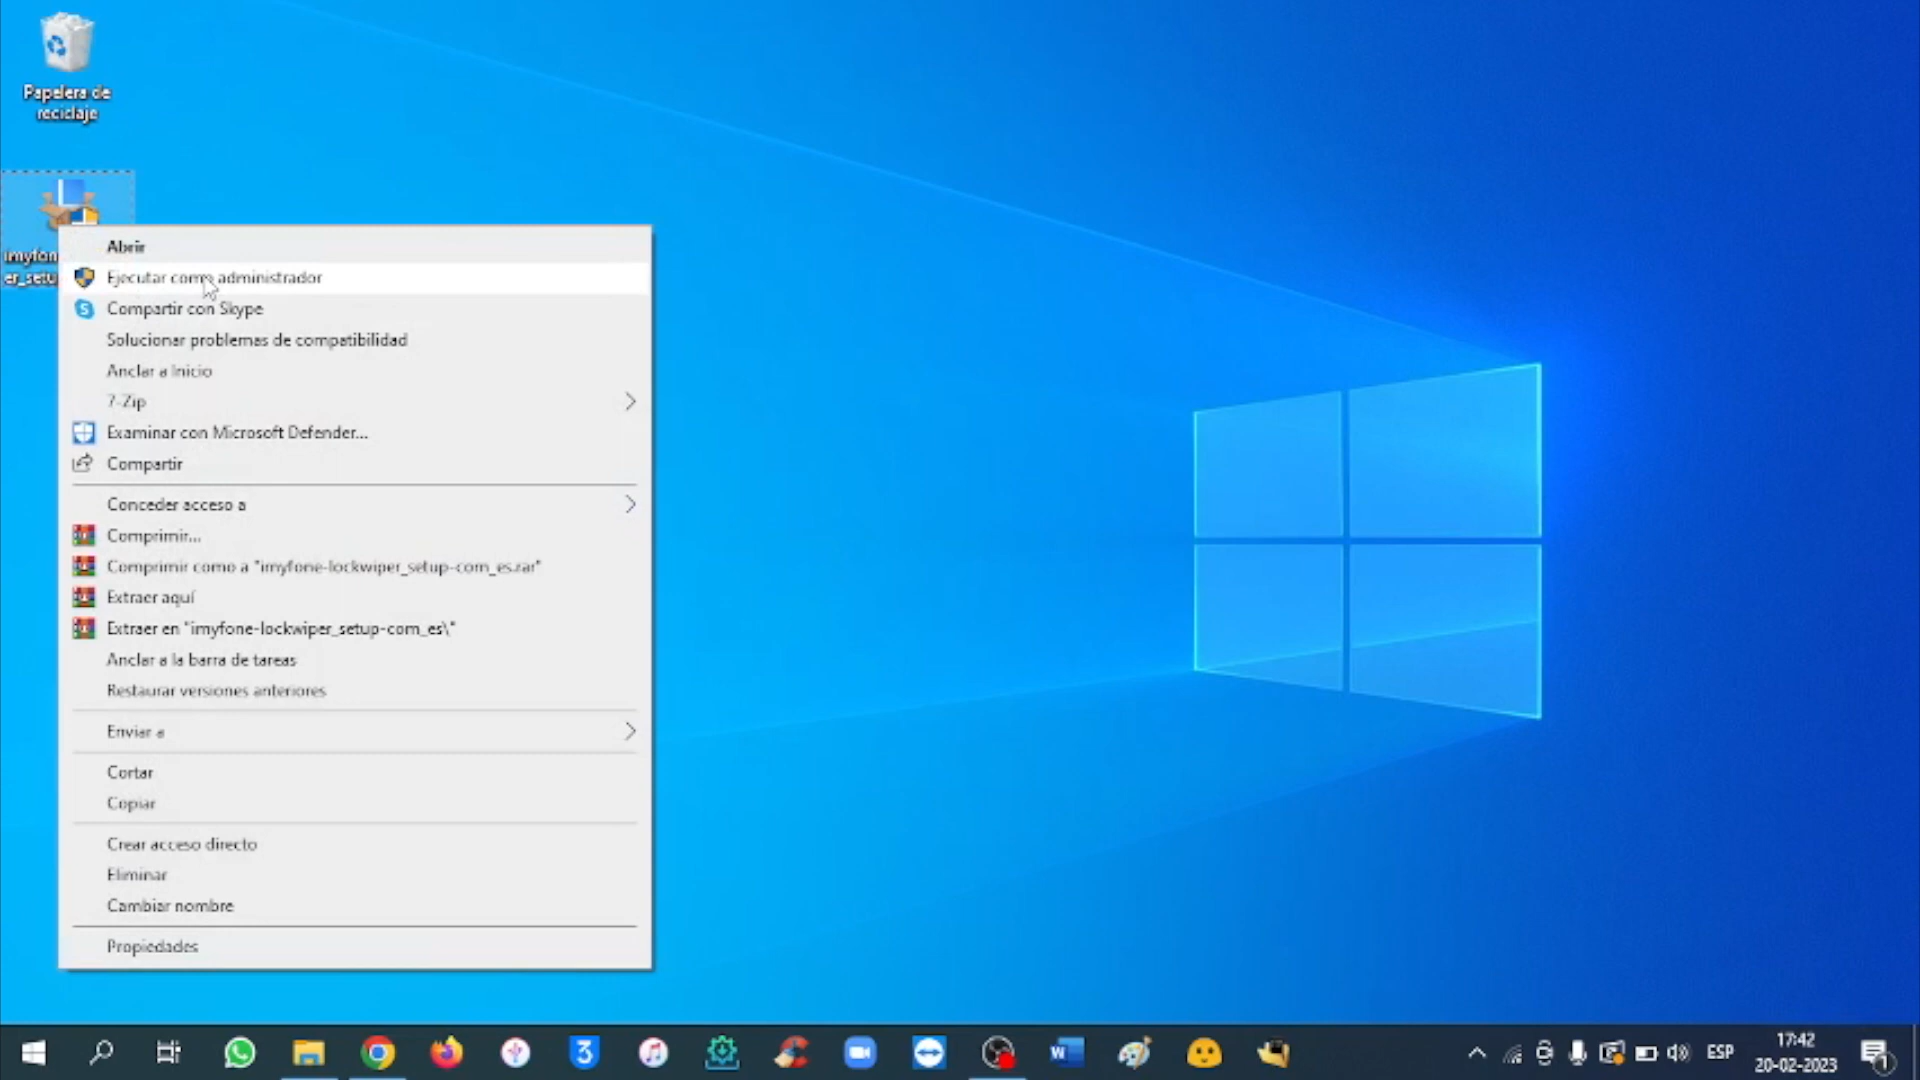 Papelera de
reciclaje
imyfon
er_setu
Abrir
Ejecutar como administrador
Compartir con Skype
Solucionar problemas de compatibilidad
Anclar a Inicio
7-Zip
Examinar con Microsoft Defender...
Compartir
Conceder acceso a
Comprimir...
Comprimir como a "imyfone-lockwiper_setup-com_es.rar"
Extraer aquí
Extraer en "imyfone-lockwiper_setup-com_es\"
Anclar a la barra de tareas
Restaurar versiones anteriores
Enviar a
Cortar
Copiar
Crear acceso directo
Eliminar
Cambiar nombre
Propiedades
3
W
ESP
17:42
20-02-2023
1